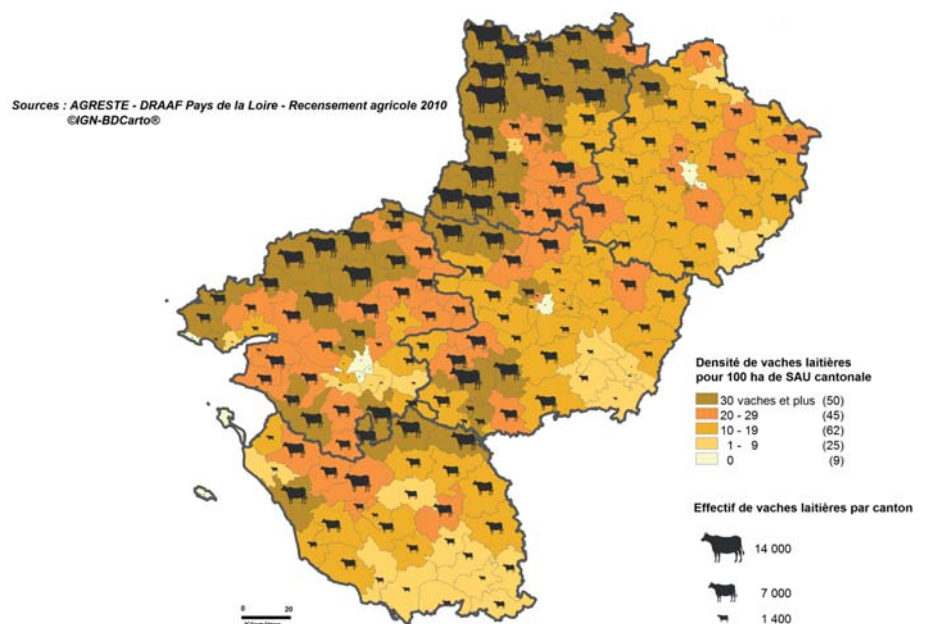 Sources : AGRESTE - DRAAF Pays de la Loire - Recensement agricole 2010
©IGN-BDCarto®
Densité de vaches laitières
pour 100 ha de SAU cantonale
30 vaches et plus (50)
20 - 29 (45)
10 - 19 (62)
1 - 9 (25)
0 (9)
Effectif de vaches laitières par canton
14 000
7 000
1 400
0 20
Kilomètres